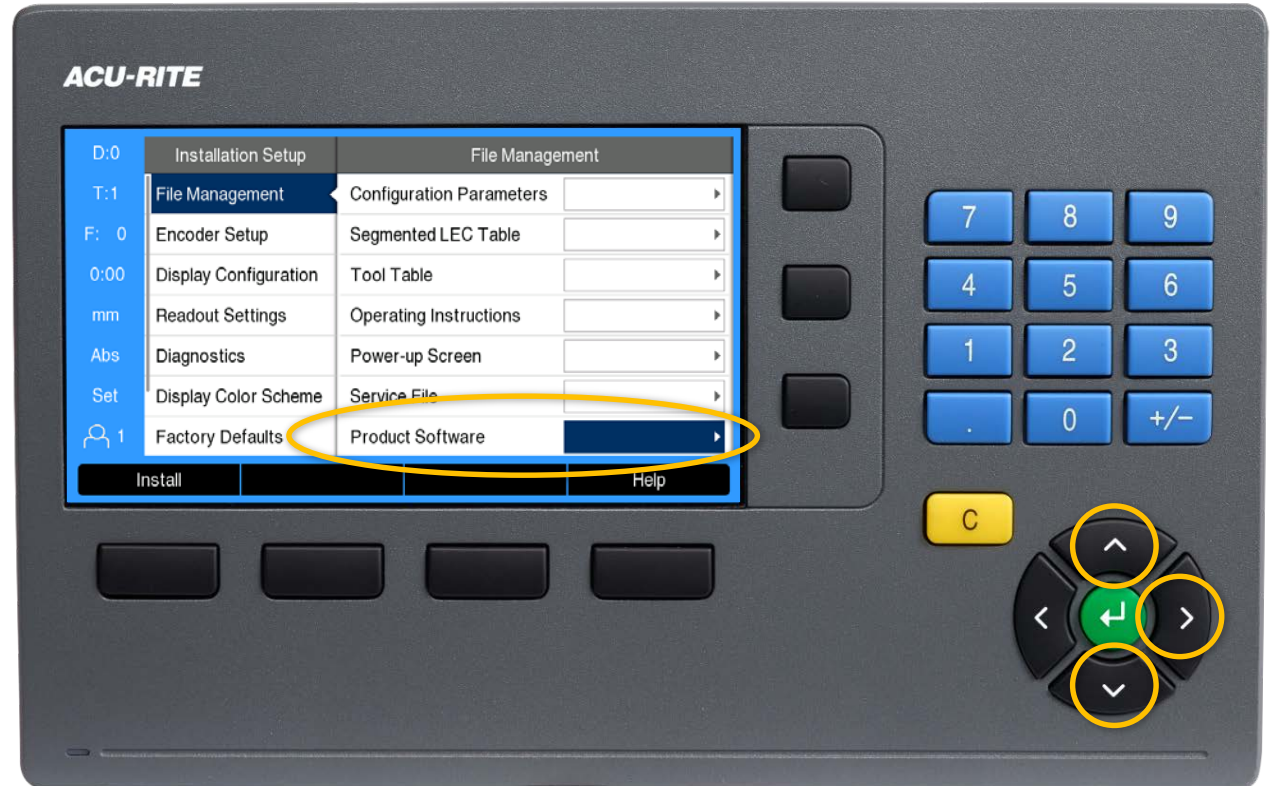 ACU-RITE
D:0 Installation Setup File Management
T:1 File Management Configuration Parameters
F: 0 Encoder Setup Segmented LEC Table
0:00 Display Configuration Tool Table
mm Readout Settings Operating Instructions
Abs Diagnostics Power-up Screen
Set Display Color Scheme Service File
1 Factory Defaults Product Software
Install Help
7 8 9
4 5 6
1 2 3
. 0 +/-
C